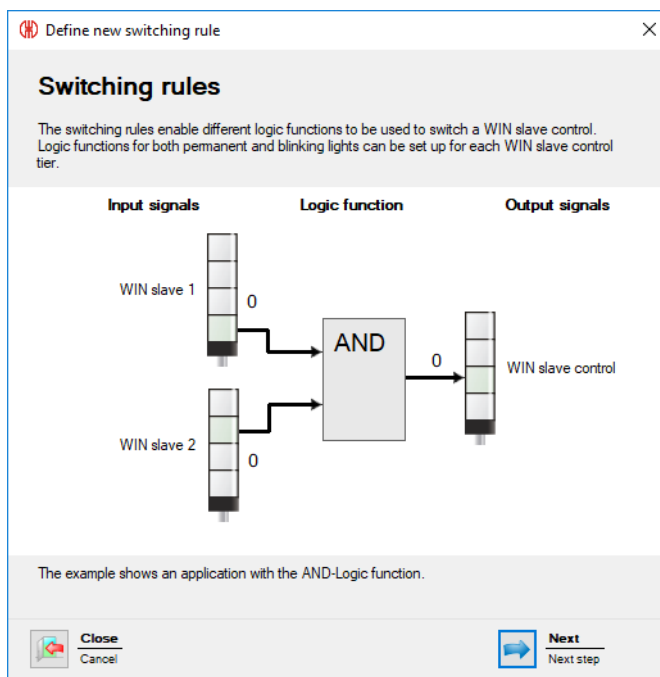 Define new switching rule
Switching rules
The switching rules enable different logic functions to be used to switch a WIN slave control.
Logic functions for both permanent and blinking lights can be set up for each WIN slave control
tier.
Input signals Logic function Output signals
WIN slave 1
0
AND
0
WIN slave control
WIN slave 2
0
The example shows an application with the AND-Logic function.
Close
Cancel
Next
Next step